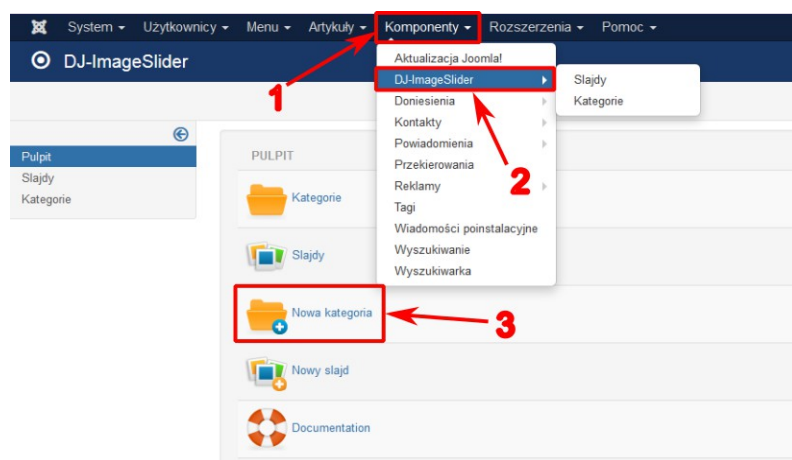 System Użytkownicy Menu Artykuły Komponenty Rozszerzenia Pomoc
DJ-ImageSlider
Aktualizacja Joomla!
DJ-ImageSlider
Slajdy
Kategorie
Doniesienia
Kontakty
Powiadomienia
Przekierowania
Reklamy
Tagi
Wiadomości poinstalacyjne
Wyszukiwanie
Wyszukiwarka
1
2
3
Pulpit
Slajdy
Kategorie
PULPIT
Kategorie
Slajdy
Nowa kategoria
Nowy slajd
Documentation